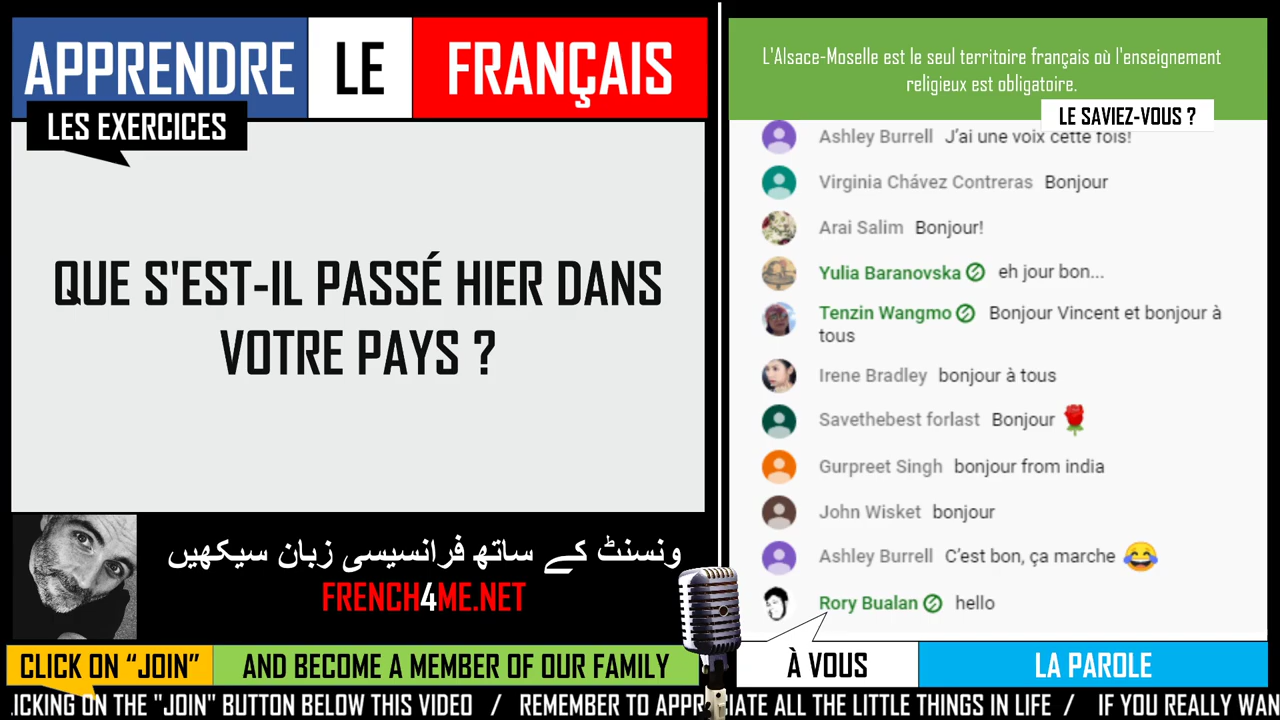 APPRENDRE LE FRANÇAIS
LES EXERCICES
QUE S'EST-IL PASSÉ HIER DANS
VOTRE PAYS ?
ونسنٹ کے ساتھ فرانسیسی زبان سیکھیں
FRENCH4ME.NET
CLICK ON “JOIN” AND BECOME A MEMBER OF OUR FAMILY
L'Alsace-Moselle est le seul territoire français où l'enseignement
religieux est obligatoire.
LE SAVIEZ-VOUS ?
Ashley Burrell J'ai une voix cette fois!
Virginia Chávez Contreras Bonjour
Arai Salim Bonjour!
Yulia Baranovska eh jour bon...
Tenzin Wangmo Bonjour Vincent et bonjour à
tous
Irene Bradley bonjour à tous
Savethebest forlast Bonjour 🌹
Gurpreet Singh bonjour from india
John Wisket bonjour
Ashley Burrell C’est bon, ça marche 😂
Rory Bualan hello
À VOUS LA PAROLE
ICKING ON THE "JOIN" BUTTON BELOW THIS VIDEO / REMEMBER TO APPR IATE ALL THE LITTLE THINGS IN LIFE / IF YOU REALLY WAN